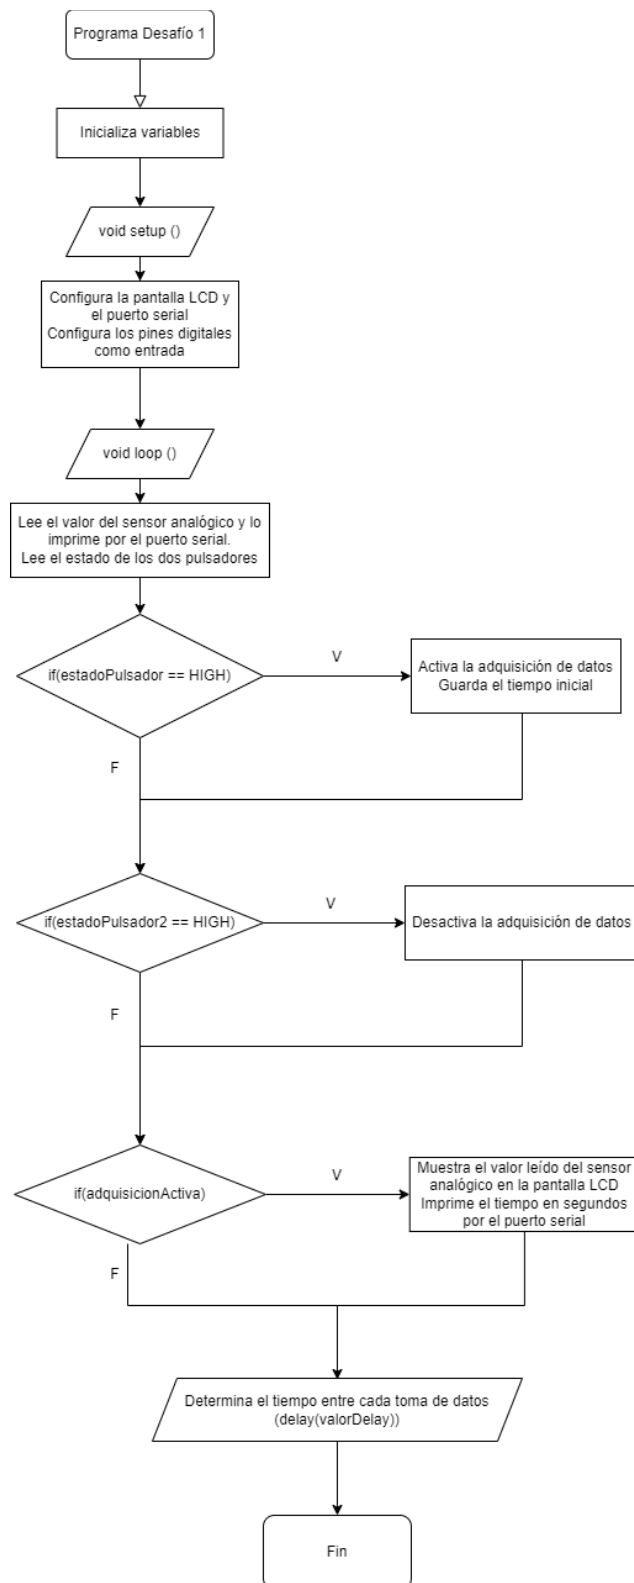 Programa Desafío 1
Inicializa variables
void setup ()
Configura la pantalla LCD y
el puerto serial
Configura los pines digitales
como entrada
void loop ()
Lee el valor del sensor analógico y lo
imprime por el puerto serial.
Lee el estado de los dos pulsadores
if(estadoPulsador == HIGH)
V
Activa la adquisición de datos
Guarda el tiempo inicial
F
if(estadoPulsador2 == HIGH)
V
Desactiva la adquisición de datos
F
if(adquisicionActiva)
V
Muestra el valor leído del sensor
analógico en la pantalla LCD
Imprime el tiempo en segundos
por el puerto serial
F
Determina el tiempo entre cada toma de datos
(delay(valorDelay))
Fin